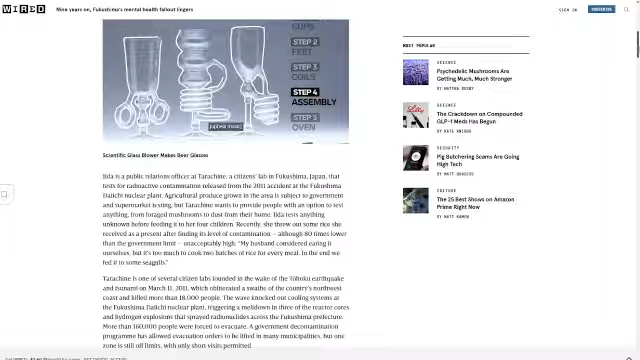 WIRED
Nine years on, Fukushima's mental health fallout lingers
SIGN IN
SUBSCRIBE
CUPS
STEP 2
FEET
STEP 3
COILS
STEP 4
ASSEMBLY
STEP 5
OVEN
[upbeat music]
Scientific Glass Blower Makes Beer Glasses
Iida is a public relations officer at Tarachine, a citizens' lab in Fukushima, Japan, that
tests for radioactive contamination released from the 2011 accident at the Fukushima
Daiichi nuclear plant. Agricultural produce grown in the area is subject to government
and supermarket testing, but Tarachine wants to provide people with an option to test
anything, from foraged mushrooms to dust from their home. Iida tests anything
unknown before feeding it to her four children. Recently, she threw out some rice she
received as a present after finding its level of contamination – although 80 times lower
than the government limit – unacceptably high. "My husband considered eating it
ourselves, but it's too much to cook two batches of rice for every meal. In the end we
fed it to some seagulls."
Tarachine is one of several citizen labs founded in the wake of the Tōhoku earthquake
and tsunami on March 11, 2011, which obliterated a swathe of the country's northwest
coast and killed more than 18,000 people. The wave knocked out cooling systems at
the Fukushima Daiichi nuclear plant, triggering a meltdown in three of the reactor cores
and hydrogen explosions that sprayed radionuclides across the Fukushima prefecture.
More than 160,000 people were forced to evacuate. A government decontamination
programme has allowed evacuation orders to be lifted in many municipalities, but one
zone is still off limits, with only short visits permitted.
MOST POPULAR
SCIENCE
Psychedelic Mushrooms Are
Getting Much, Much Stronger
BY MATTHA BUSBY
SCIENCE
The Crackdown on Compounded
GLP-1 Meds Has Begun
BY KATE KNIBBS
SECURITY
Pig Butchering Scams Are Going
High Tech
BY MATT BURGESS
CULTURE
The 25 Best Shows on Amazon
Prime Right Now
BY MATT KAMEN